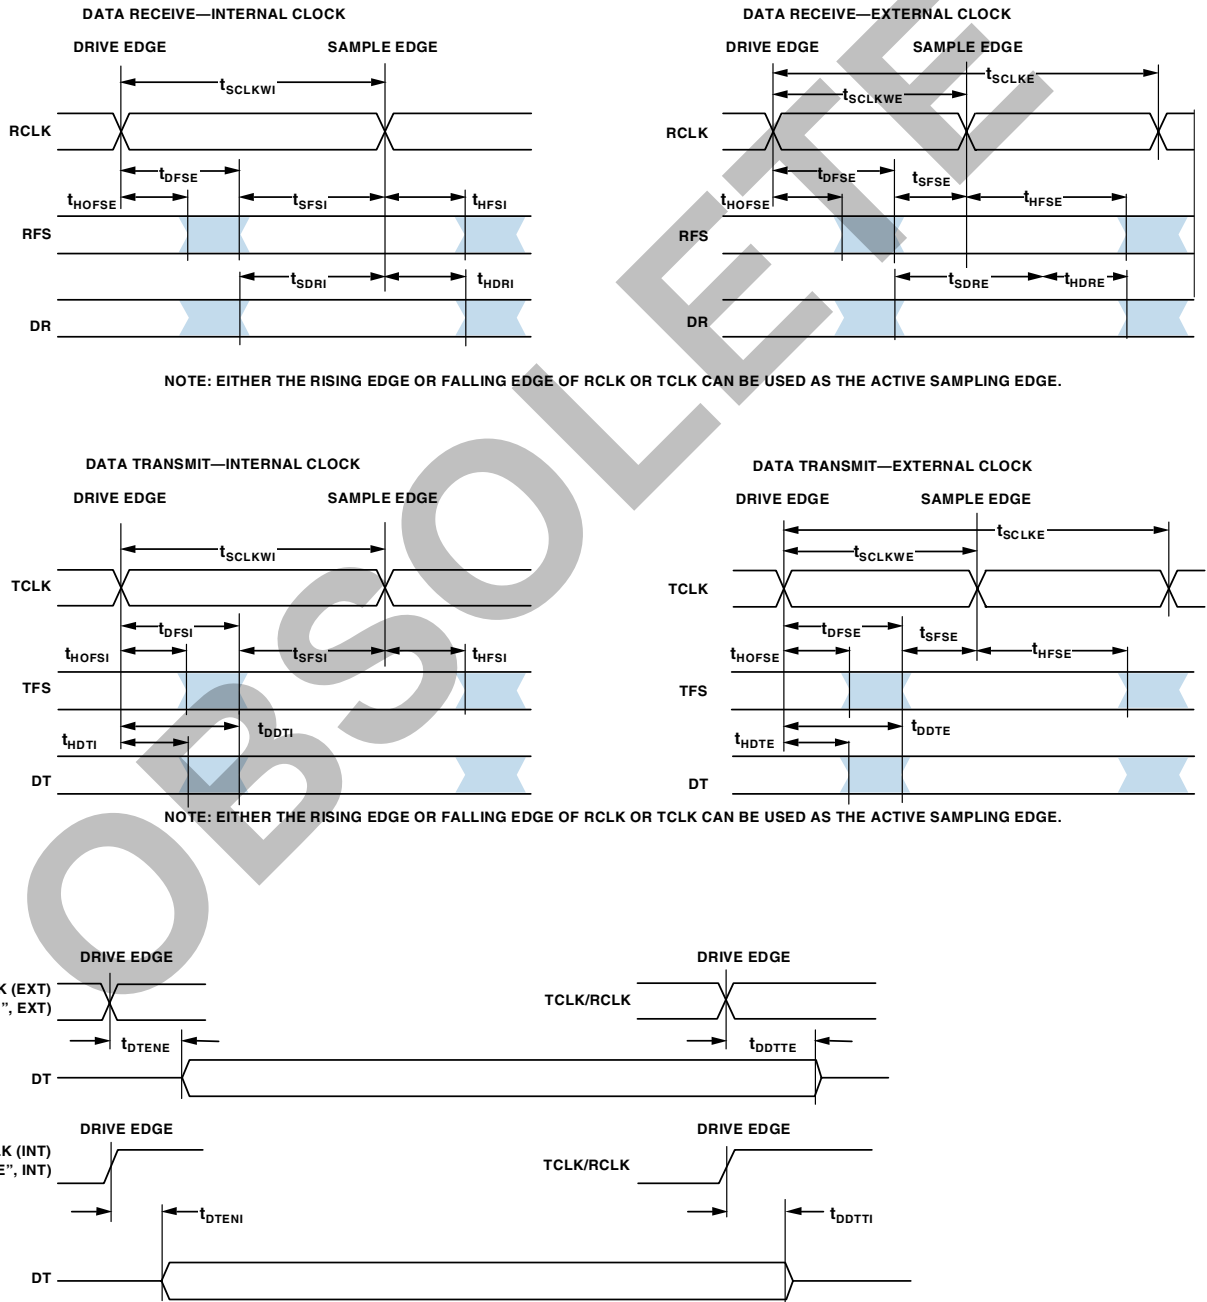 DATA RECEIVE—INTERNAL CLOCK
DRIVE EDGE
SAMPLE EDGE
tSCLKWI
RCLK
tDFSE
tHOFSE
tSFSI
tHFSI
RFS
tSDRI
tHDRI
DR
DATA RECEIVE—EXTERNAL CLOCK
DRIVE EDGE
SAMPLE EDGE
tSCLKE
tSCLKWE
RCLK
tDFSE
tSFSE
tHOFSE
tHFSE
RFS
tSDRE
tHDRE
DR
NOTE: EITHER THE RISING EDGE OR FALLING EDGE OF RCLK OR TCLK CAN BE USED AS THE ACTIVE SAMPLING EDGE.
DATA TRANSMIT—INTERNAL CLOCK
DRIVE EDGE
SAMPLE EDGE
tSCLKWI
TCLK
tDFSI
tHOFSI
tSFSI
tHFSI
TFS
tDDTI
tHDTI
DT
DATA TRANSMIT—EXTERNAL CLOCK
DRIVE EDGE
SAMPLE EDGE
tSCLKE
tSCLKWE
TCLK
tDFSE
tSFSE
tHOFSE
tHFSE
TFS
tDDTE
tHDTE
DT
NOTE: EITHER THE RISING EDGE OR FALLING EDGE OF RCLK OR TCLK CAN BE USED AS THE ACTIVE SAMPLING EDGE.
DRIVE EDGE
DRIVE EDGE
K (EXT)
”, EXT)
TCLK/RCLK
tDTENE
tDDTTE
DT
DRIVE EDGE
DRIVE EDGE
K (INT)
E”, INT)
TCLK/RCLK
tDTENI
tDDTTI
DT
OBSOLETE